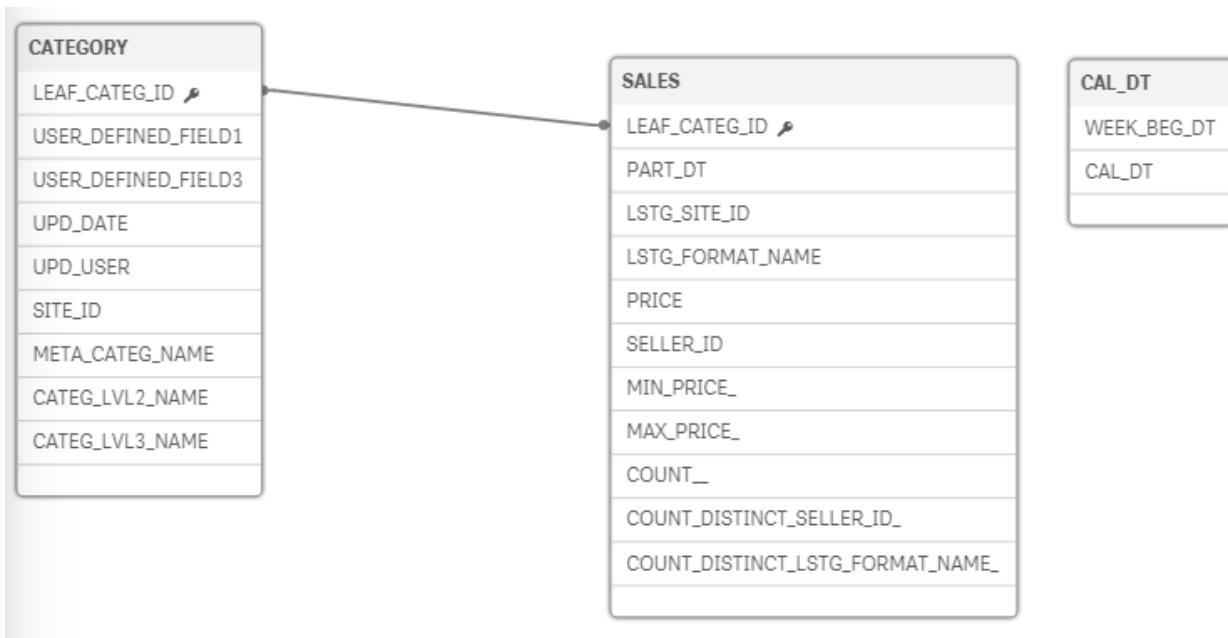 CATEGORY
LEAF_CATEG_ID
USER_DEFINED_FIELD1
USER_DEFINED_FIELD3
UPD_DATE
UPD_USER
SITE_ID
META_CATEG_NAME
CATEG_LVL2_NAME
CATEG_LVL3_NAME
SALES
LEAF_CATEG_ID
PART_DT
LSTG_SITE_ID
LSTG_FORMAT_NAME
PRICE
SELLER_ID
MIN_PRICE_
MAX_PRICE_
COUNT__
COUNT_DISTINCT_SELLER_ID_
COUNT_DISTINCT_LSTG_FORMAT_NAME_
CAL_DT
WEEK_BEG_DT
CAL_DT